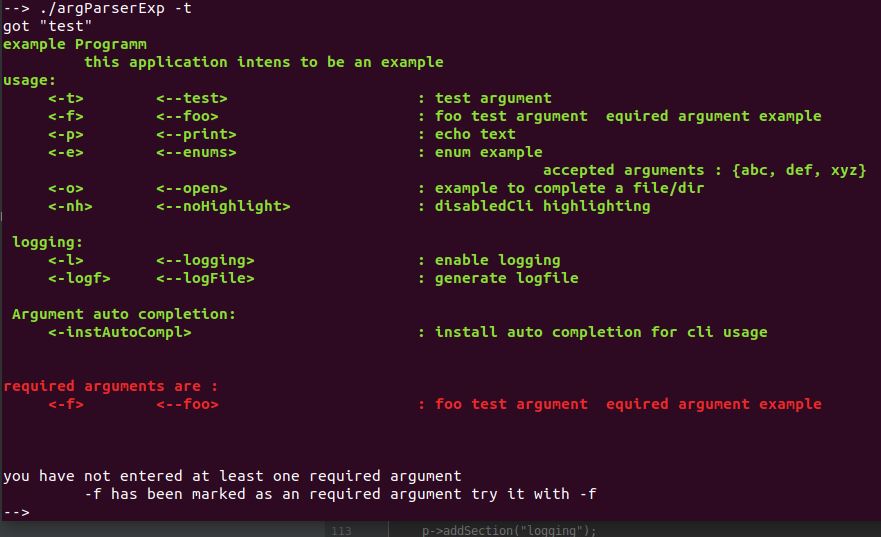 --> ./argParserExp -t
got "test"
example Programm
this application intens to be an example
usage:
<-t> <--test> : test argument
<-f> <--foo> : foo test argument equired argument example
<-p> <--print> : echo text
<-e> <--enums> : enum example
accepted arguments : {abc, def, xyz}
<-o> <--open> : example to complete a file/dir
<-nh> <--noHighlight> : disabledCli highlighting
logging:
<-l> <--logging> : enable logging
<-logf> <--logFile> : generate logfile
Argument auto completion:
<-instAutoCompl> : install auto completion for cli usage
required arguments are :
<-f> <--foo> : foo test argument equired argument example
you have not entered at least one required argument
-f has been marked as an required argument try it with -f
-->
113 p->addSection("logging");